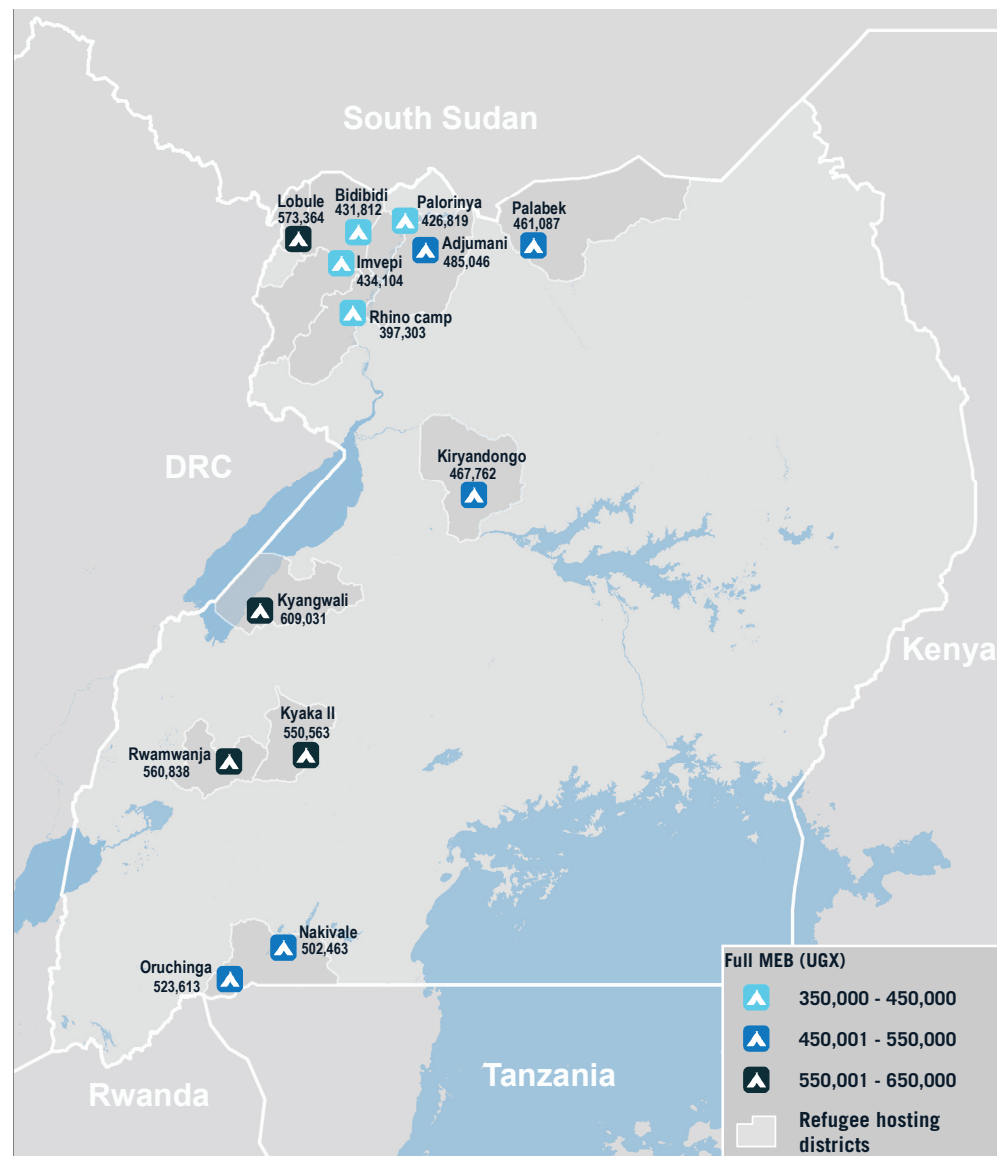 South Sudan
Lobule
573,364
Bidibidi
431,812
Palorinya
426,819
Palabek
461,087
Adjumani
485,046
Imvepi
434,104
Rhino camp
397,303
DRC
Kiryandongo
467,762
Kyangwali
609,031
Kenya
Kyaka II
550,563
Rwamwanja
560,838
Nakivale
502,463
Oruchinga
523,613
Rwanda
Tanzania
Full MEB (UGX)
350,000 - 450,000
450,001 - 550,000
550,001 - 650,000
Refugee hosting
districts